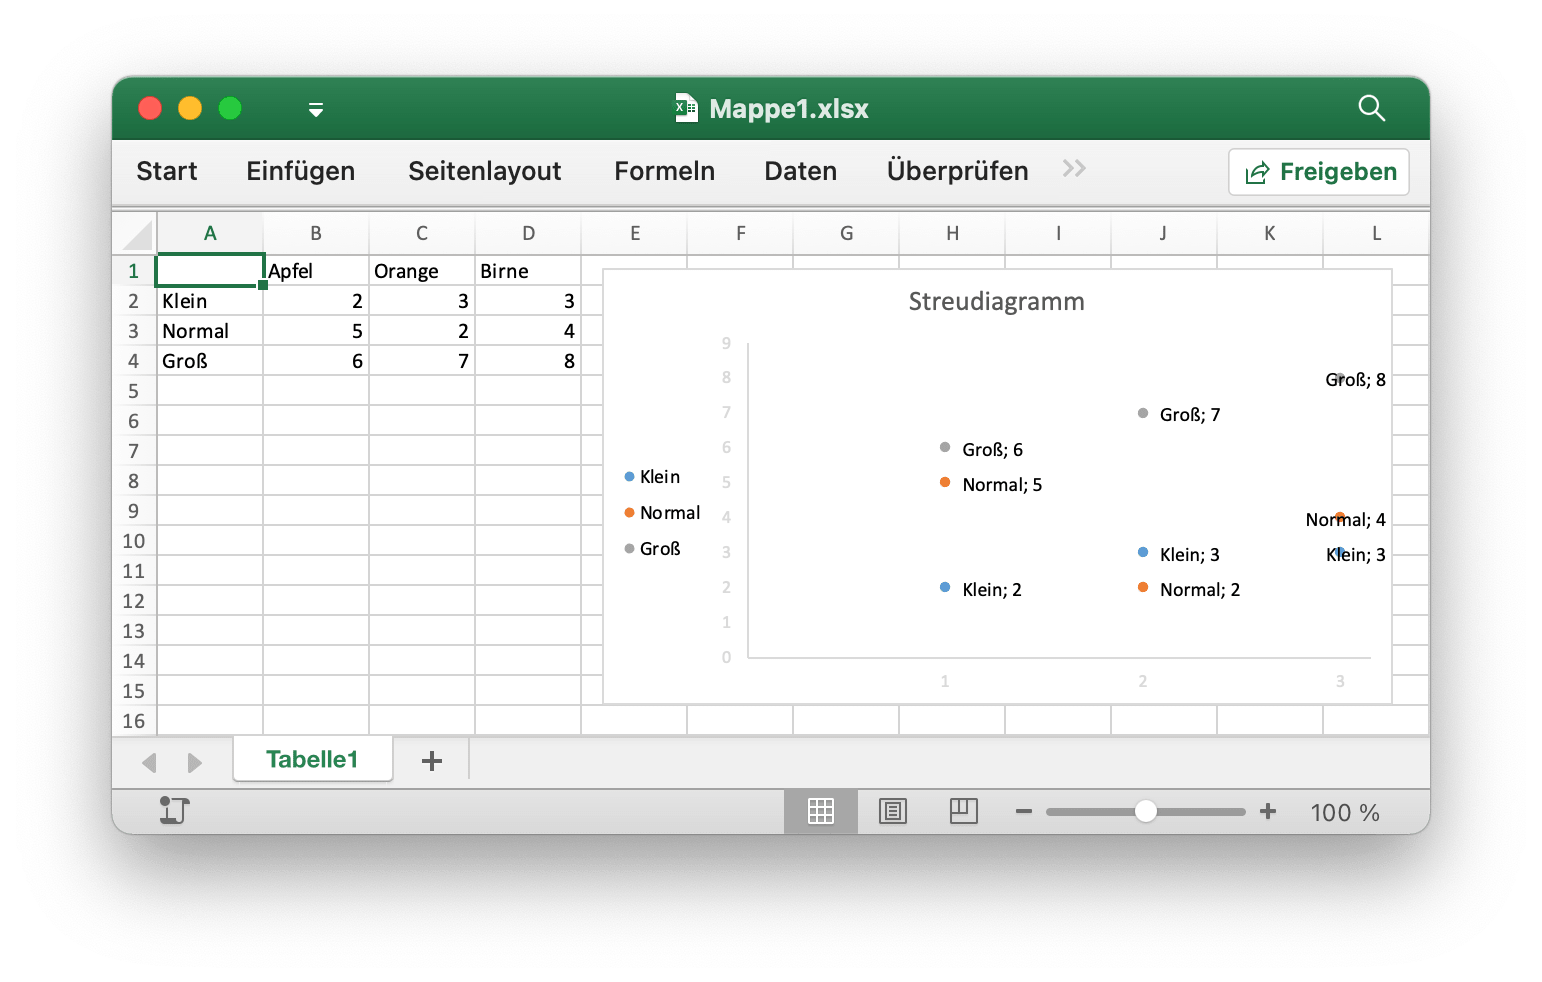 Mappe1.xlsx
Start Einfügen Seitenlayout Formeln Daten Überprüfen Freigeben
A B C D E F G H I J K L
1 Apfel Orange Birne
2 Klein 2 3 3
3 Normal 5 2 4
4 Groß 6 7 8
5
6
7
8
9
10
11
12
13
14
15
16
Streudiagramm
9
8
7
6
5
4
3
2
1
0
1 2 3
Klein
Normal
Groß
Groß; 8
Groß; 7
Groß; 6
Normal; 5
Normal; 4
Klein; 3
Klein; 3
Klein; 2
Normal; 2
Tabelle1
100 %